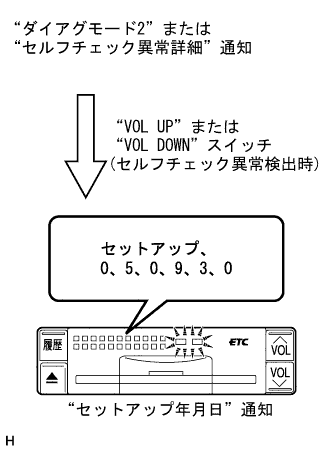 “ダイアグモード2”または
“セルフチェック異常詳細”通知
“VOL UP”または
“VOL DOWN”スイッチ
(セルフチェック異常検出時)
セットアップ、
0、5、0、9、3、0
履歴
ETC
VOL
VOL
“セットアップ年月日”通知
H